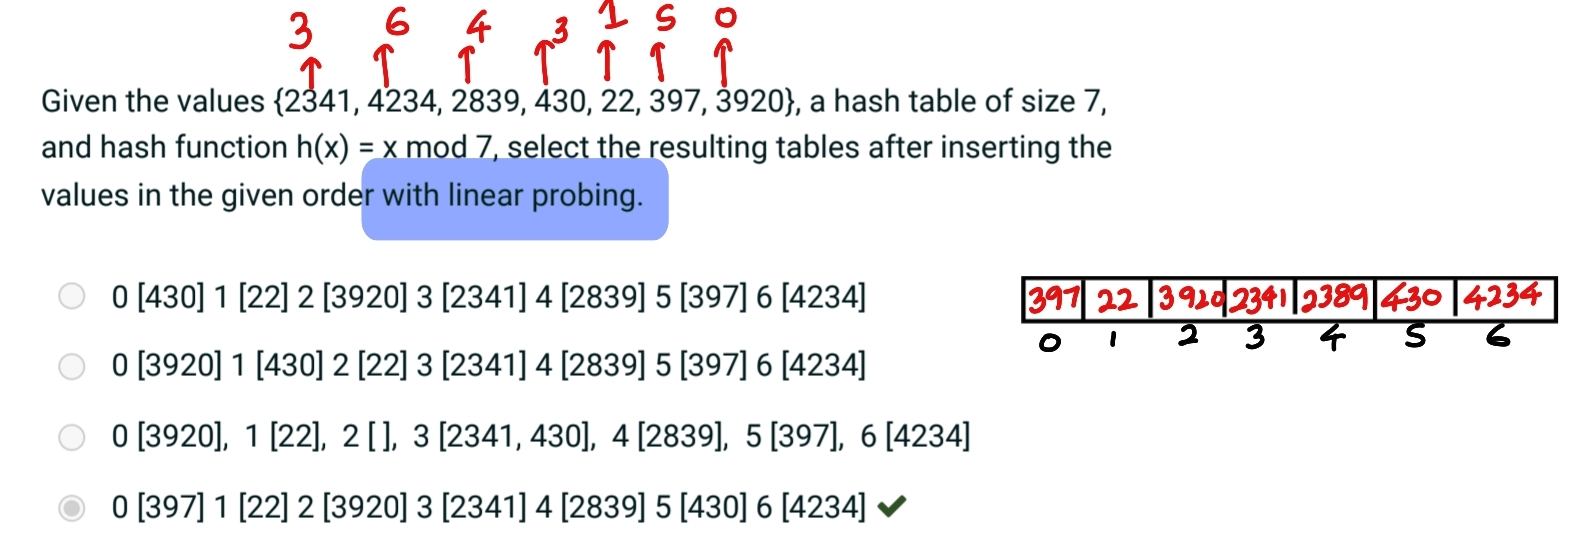 3 6 4 3 1 5 0
Given the values {2341, 4234, 2839, 430, 22, 397, 3920}, a hash table of size 7,
and hash function h(x) = x mod 7, select the resulting tables after inserting the
values in the given order with linear probing.
0 [430] 1 [22] 2 [3920] 3 [2341] 4 [2839] 5 [397] 6 [4234]
397 22 3920 2341 2389 430 4234
0 1 2 3 4 5 6
0 [3920] 1 [430] 2 [22] 3 [2341] 4 [2839] 5 [397] 6 [4234]
0 [3920], 1 [22], 2 [ ], 3 [2341, 430], 4 [2839], 5 [397], 6 [4234]
0 [397] 1 [22] 2 [3920] 3 [2341] 4 [2839] 5 [430] 6 [4234]